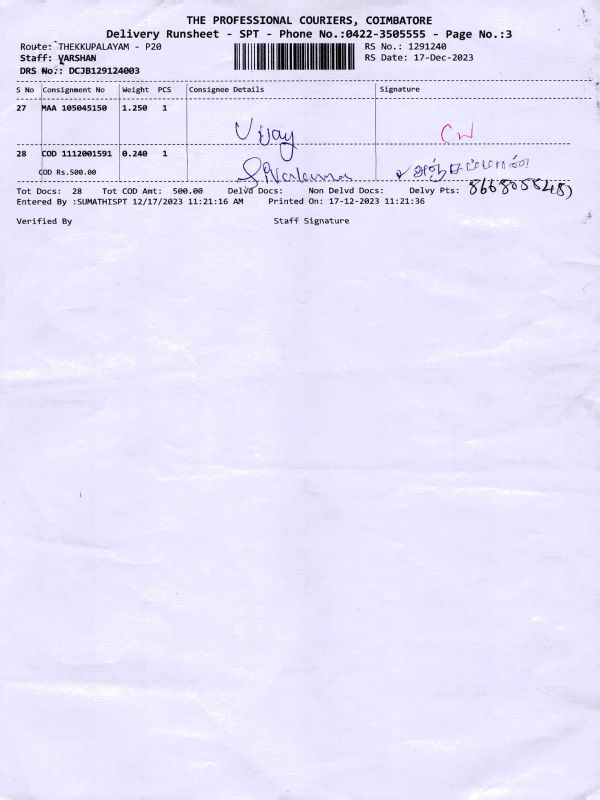 THE PROFESSIONAL COURIERS, COIMBATORE
Delivery Runsheet - SPT - Phone No.:0422-3505555 - Page No.:3
Route: THEKKUPALAYAM - P20
RS No.: 1291240
Staff: VARSHAN
RS Date: 17-Dec-2023
DRS No.: DCJB129124003
S No Consignment No Weight PCS Consignee Details Signature
27 MAA 105045150 1.250 1
Vijay
28 COD 1112001591 0.240 1
COD Rs.500.00
Tot Docs: 28 Tot COD Amt: 500.00 Delvd Docs: Non Delvd Docs: Delvy Pts:
Entered By :SUMATHISPT 12/17/2023 11:21:16 AM Printed On: 17-12-2023 11:21:36
Verified By Staff Signature